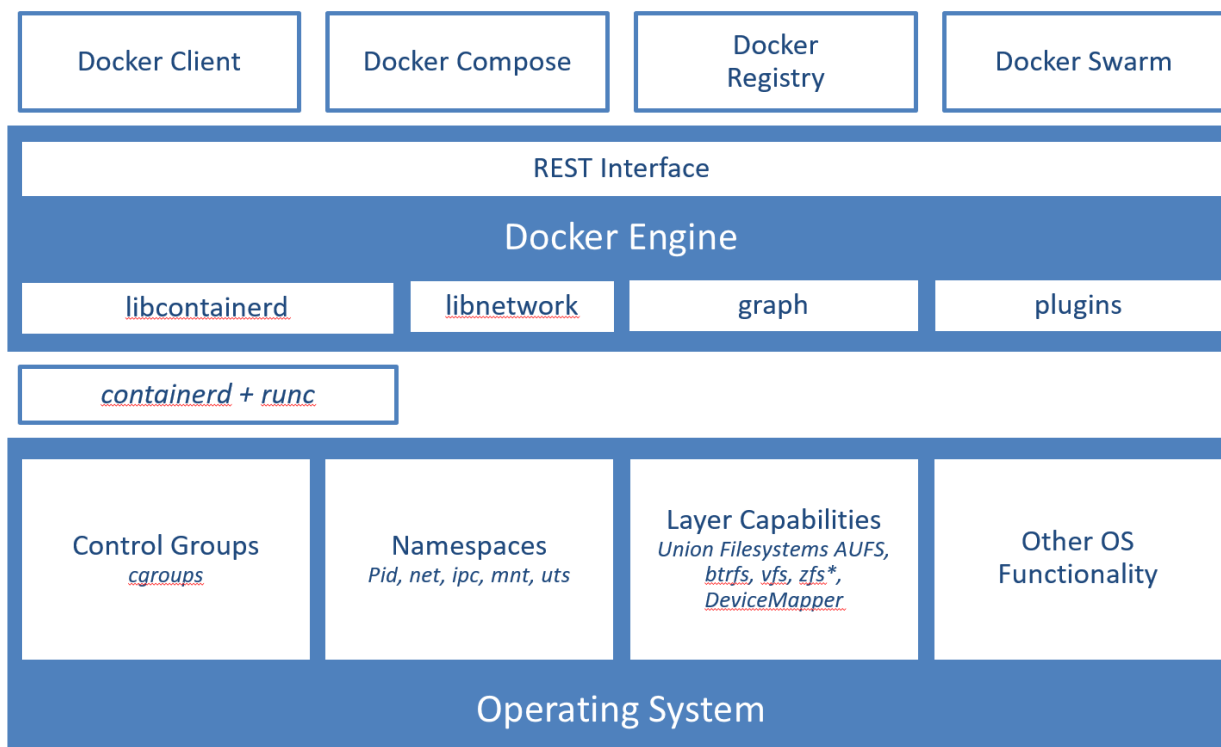 Docker Client
Docker Compose
Docker
Registry
Docker Swarm
REST Interface
Docker Engine
libcontainerd
libnetwork
graph
plugins
containerd + runc
Control Groups
cgroups
Namespaces
Pid, net, ipc, mnt, uts
Layer Capabilities
Union Filesystems AUFS,
btrfs, vfs, zfs*,
DeviceMapper
Other OS
Functionality
Operating System